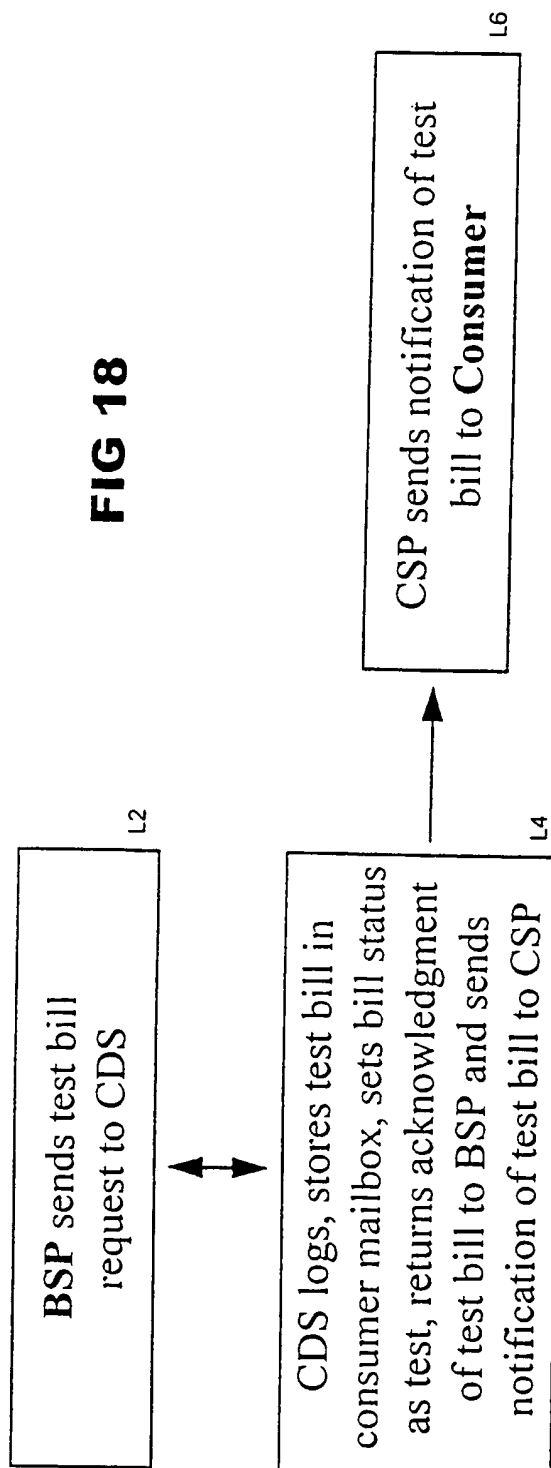 FIG 18
BSP sends test bill
request to CDS
L2
CDS logs, stores test bill in
consumer mailbox, sets bill status
as test, returns acknowledgment
of test bill to BSP and sends
notification of test bill to CSP
L4
CSP sends notification of test
bill to Consumer
L6